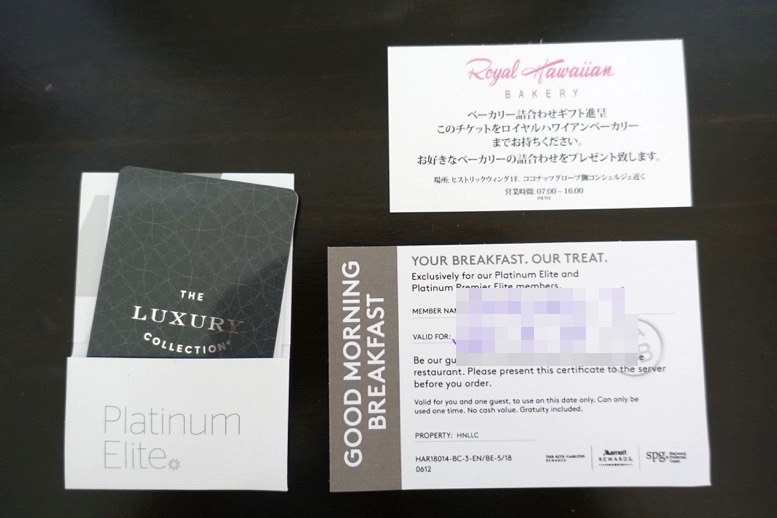 Royal Hawaiian
BAKERY
ベーカリー詰合わせギフト進呈
このチケットをロイヤルハワイアンベーカリー
までお持ちください。
お好きなベーカリーの詰合わせをプレゼント致します。
場所: ヒストリックウィング1F, ココナッツグローブ側コンシェルジェ近く
営業時間: 07:00 - 16:00
THE
LUXURY
COLLECTION
Platinum
Elite
GOOD MORNING
BREAKFAST
YOUR BREAKFAST. OUR TREAT.
Exclusively for our Platinum Elite and
Platinum Premier Elite members.
MEMBER
VALID FOR:
Be our
restaurant. Please present this certificate to the server
before you order.
Valid for you and one guest, to use on this date only. Can only be
used one time. No cash value. Gratuity included.
PROPERTY: HNLLC
HAR18014-BC-3-EN/BE-5/18
0612
THE RITZ-CARLTON
REWARDS
Marriott
REWARDS
spg
Starwood
Preferred
Guest